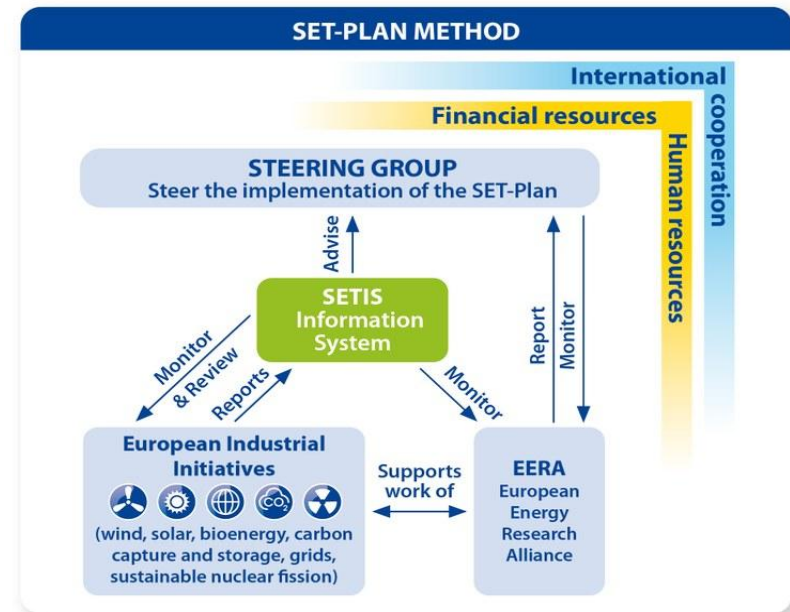 SET-PLAN METHOD
International
cooperation
Financial resources
Human resources
STEERING GROUP
Steer the implementation of the SET-Plan
Advise
SETIS
Information
System
Report
Monitor
Monitor
& Review
Reports
Monitor
European Industrial
Initiatives
CO2
(wind, solar, bioenergy, carbon
capture and storage, grids,
sustainable nuclear fission)
Supports
work of
EERA
European
Energy
Research
Alliance